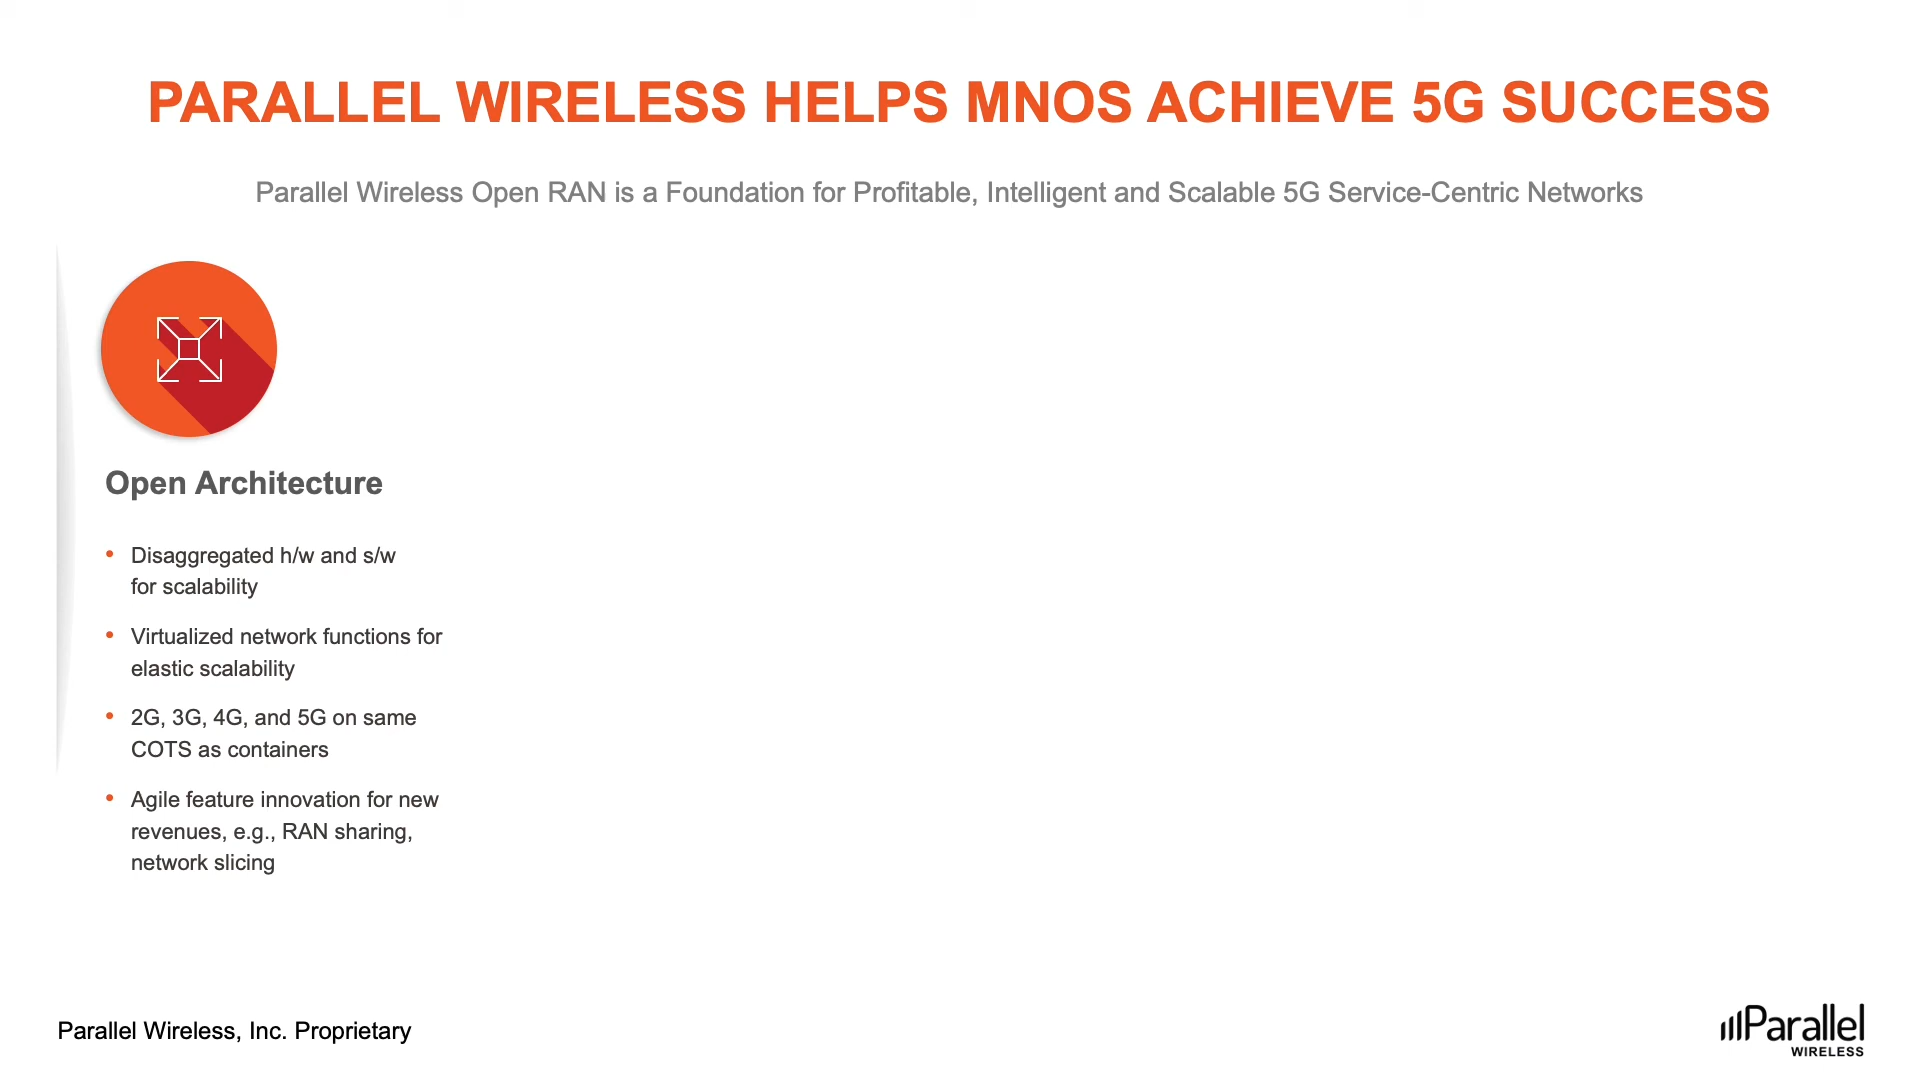 PARALLEL WIRELESS HELPS MNOS ACHIEVE 5G SUCCESS
Parallel Wireless Open RAN is a Foundation for Profitable, Intelligent and Scalable 5G Service-Centric Networks
Open Architecture
• Disaggregated h/w and s/w
for scalability
• Virtualized network functions for
elastic scalability
• 2G, 3G, 4G, and 5G on same
COTS as containers
• Agile feature innovation for new
revenues, e.g., RAN sharing,
network slicing
Parallel Wireless, Inc. Proprietary
Parallel
WIRELESS